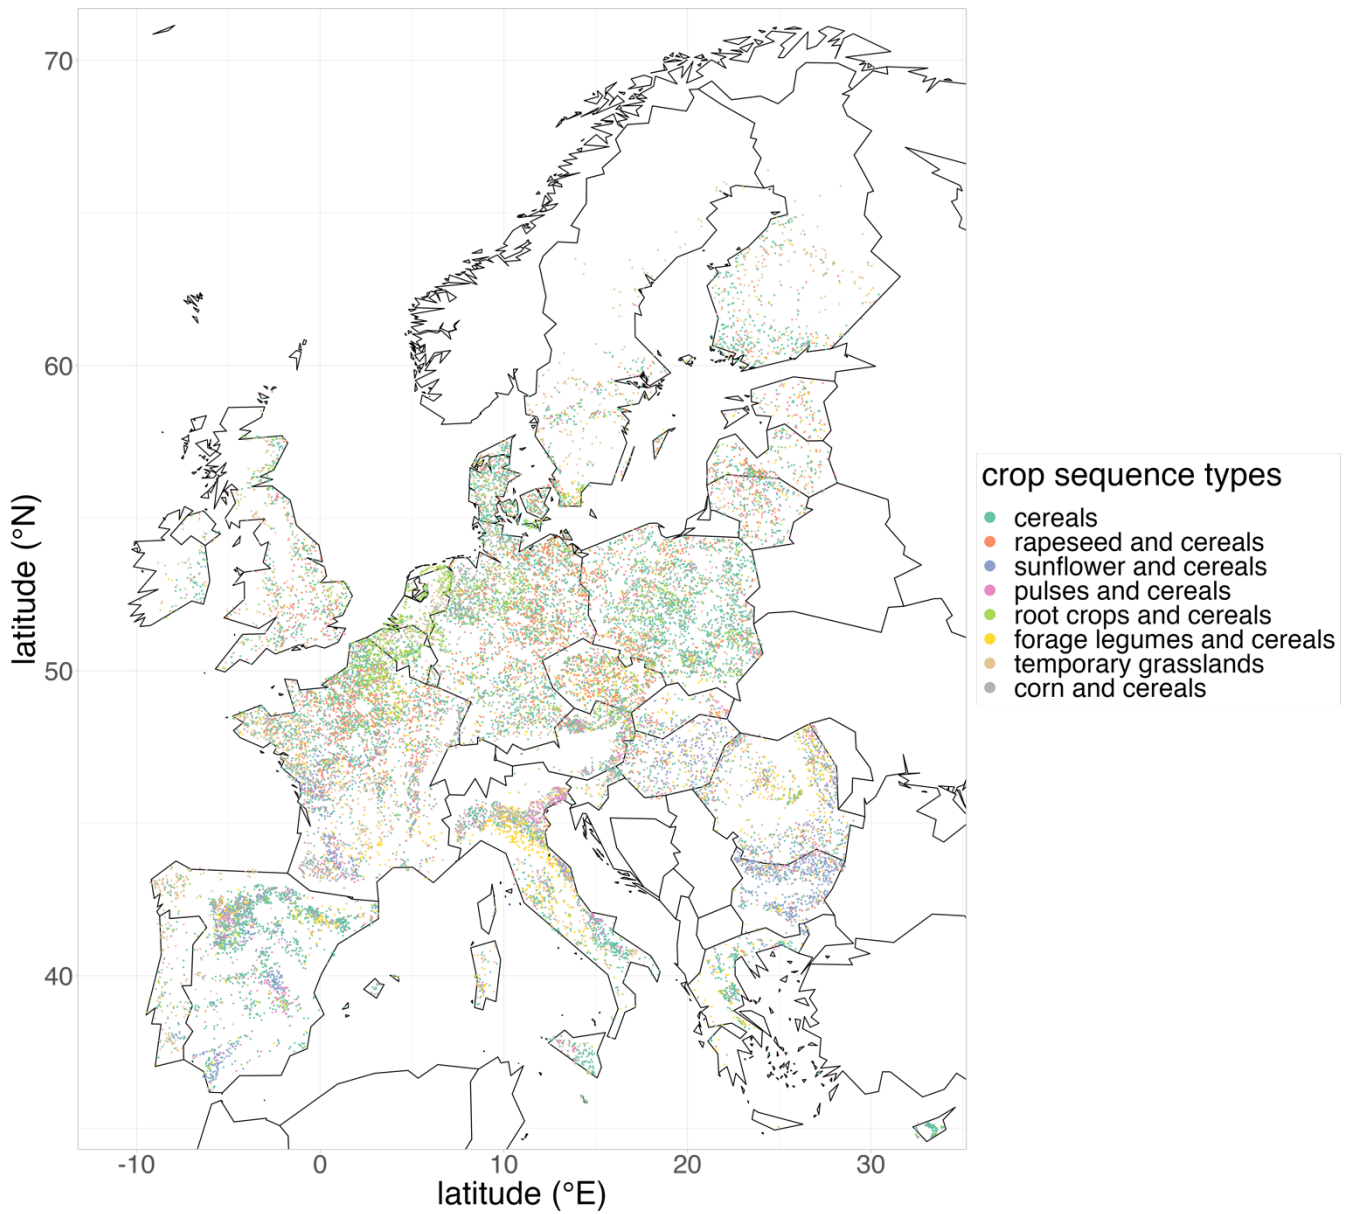 70
60
50
40
-10 0 10 20 30
latitude (°N)
latitude (°E)
crop sequence types
cereals
rapeseed and cereals
sunflower and cereals
pulses and cereals
root crops and cereals
forage legumes and cereals
temporary grasslands
corn and cereals